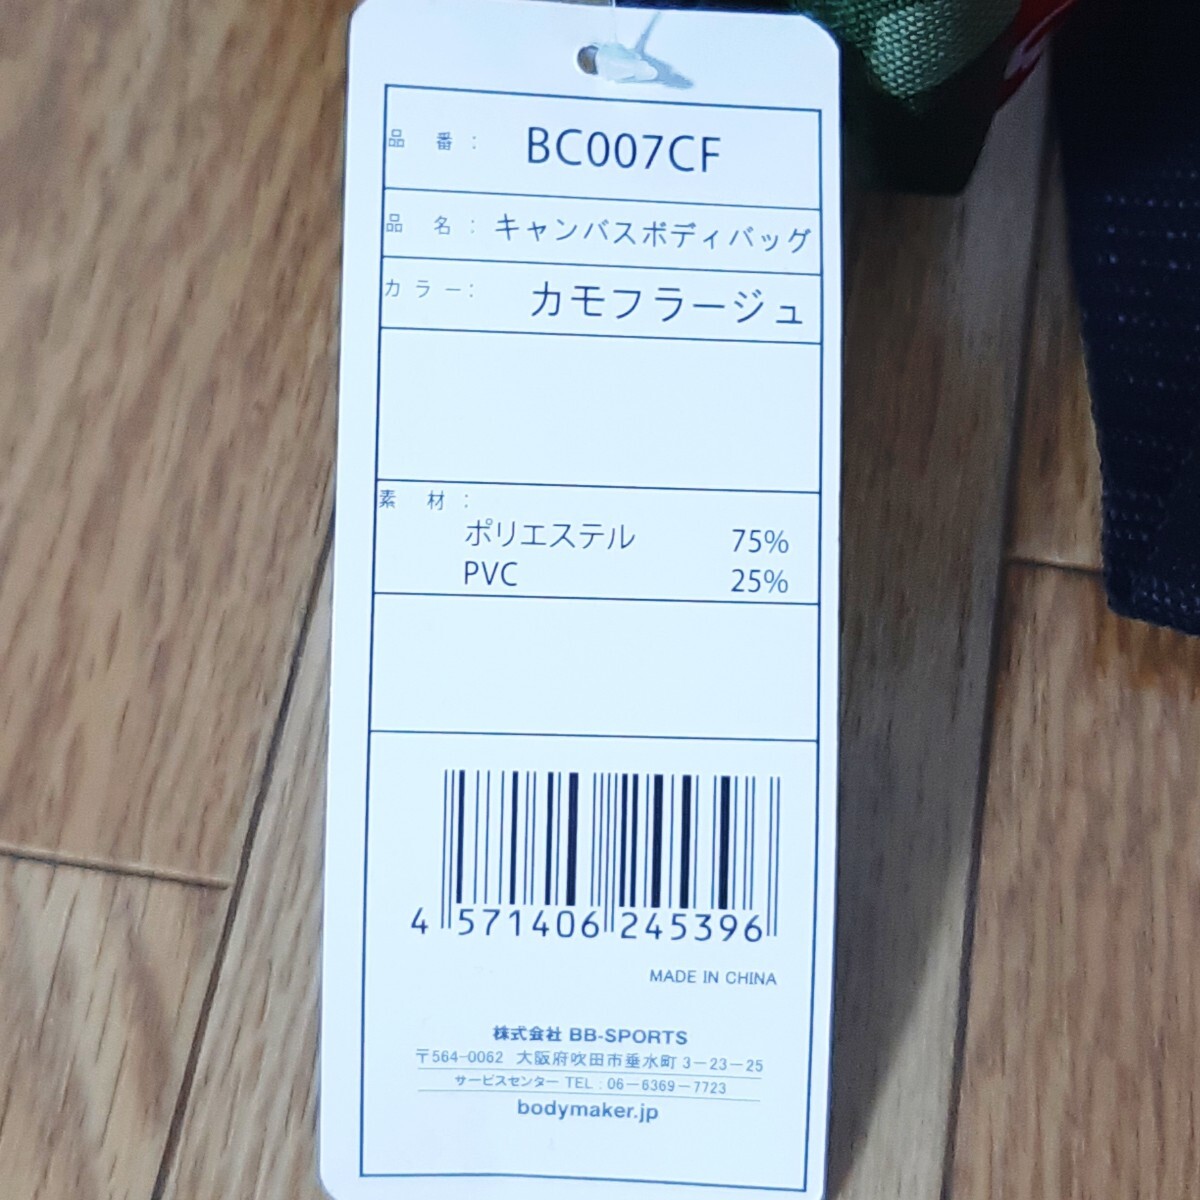 品 番: BC007CF
品 名: キャンバスボディバッグ
カラー: カモフラージュ
素 材:
ポリエステル 75%
PVC 25%
4 571406 245396
MADE IN CHINA
株式会社 BB-SPORTS
〒564-0062 大阪府吹田市垂水町 3-23-25
サービスセンター TEL:06-6369-7723
bodymaker.jp